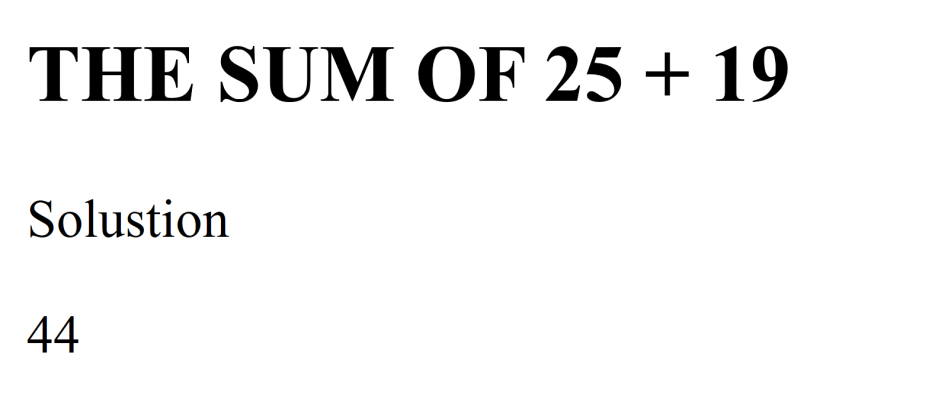 THE SUM OF 25 + 19
Solustion
44